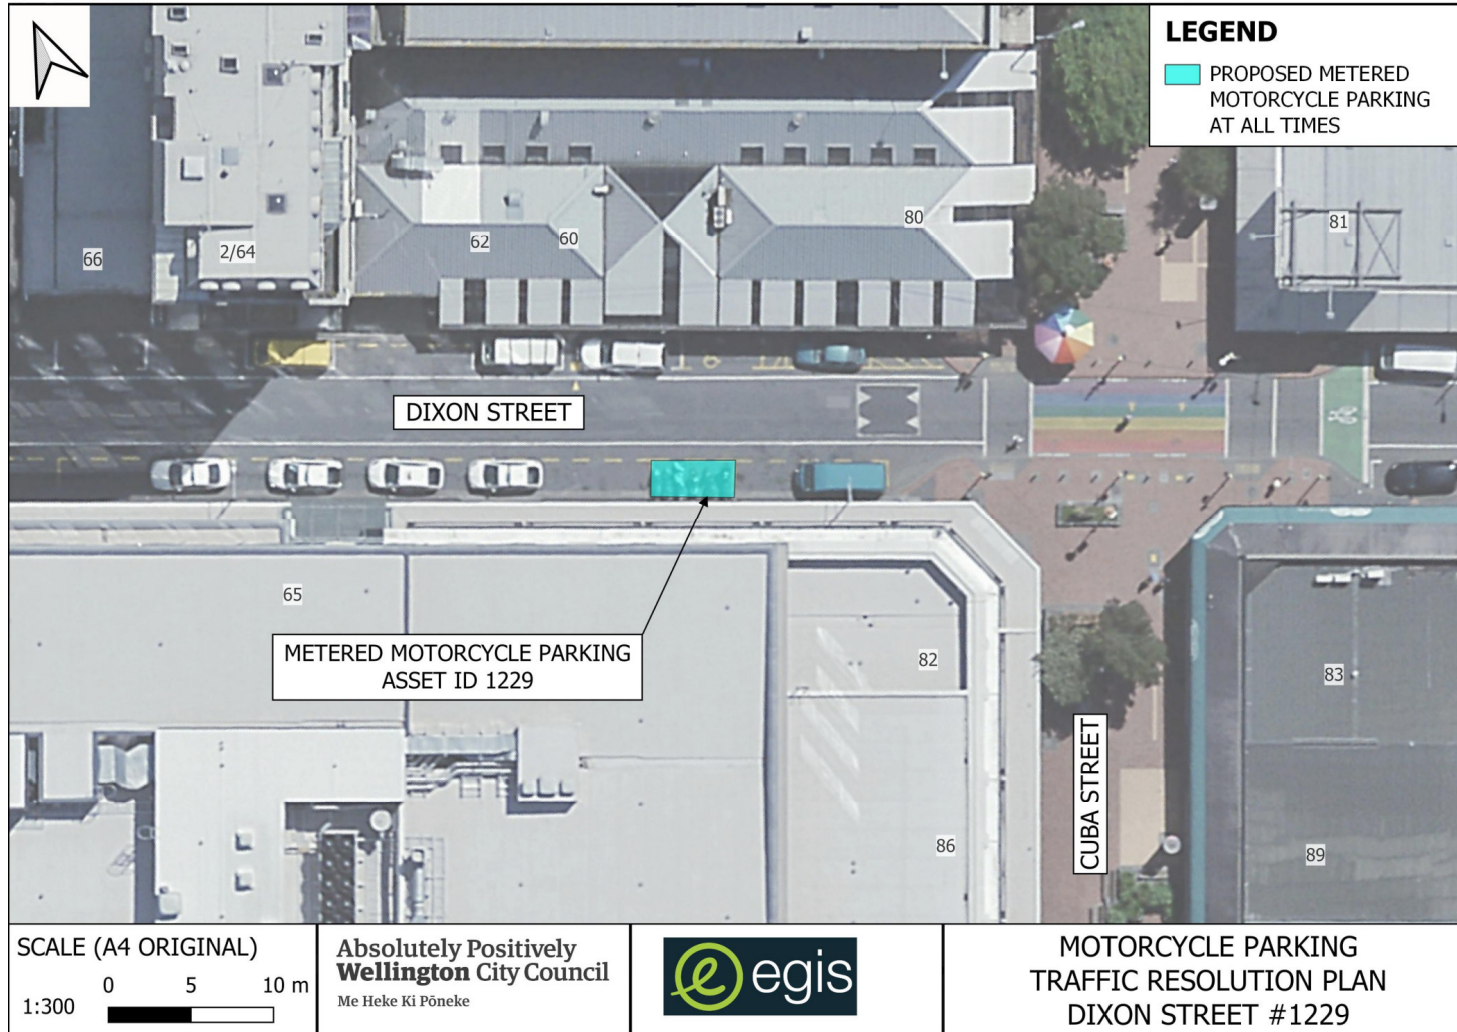 LEGEND
PROPOSED METERED
MOTORCYCLE PARKING
AT ALL TIMES
66
2/64
62
60
80
81
DIXON STREET
65
METERED MOTORCYCLE PARKING
ASSET ID 1229
82
83
CUBA STREET
86
89
SCALE (A4 ORIGINAL)
0 5 10 m
1:300
Absolutely Positively
Wellington City Council
Me Heke Ki Pōneke
e egis
MOTORCYCLE PARKING
TRAFFIC RESOLUTION PLAN
DIXON STREET #1229